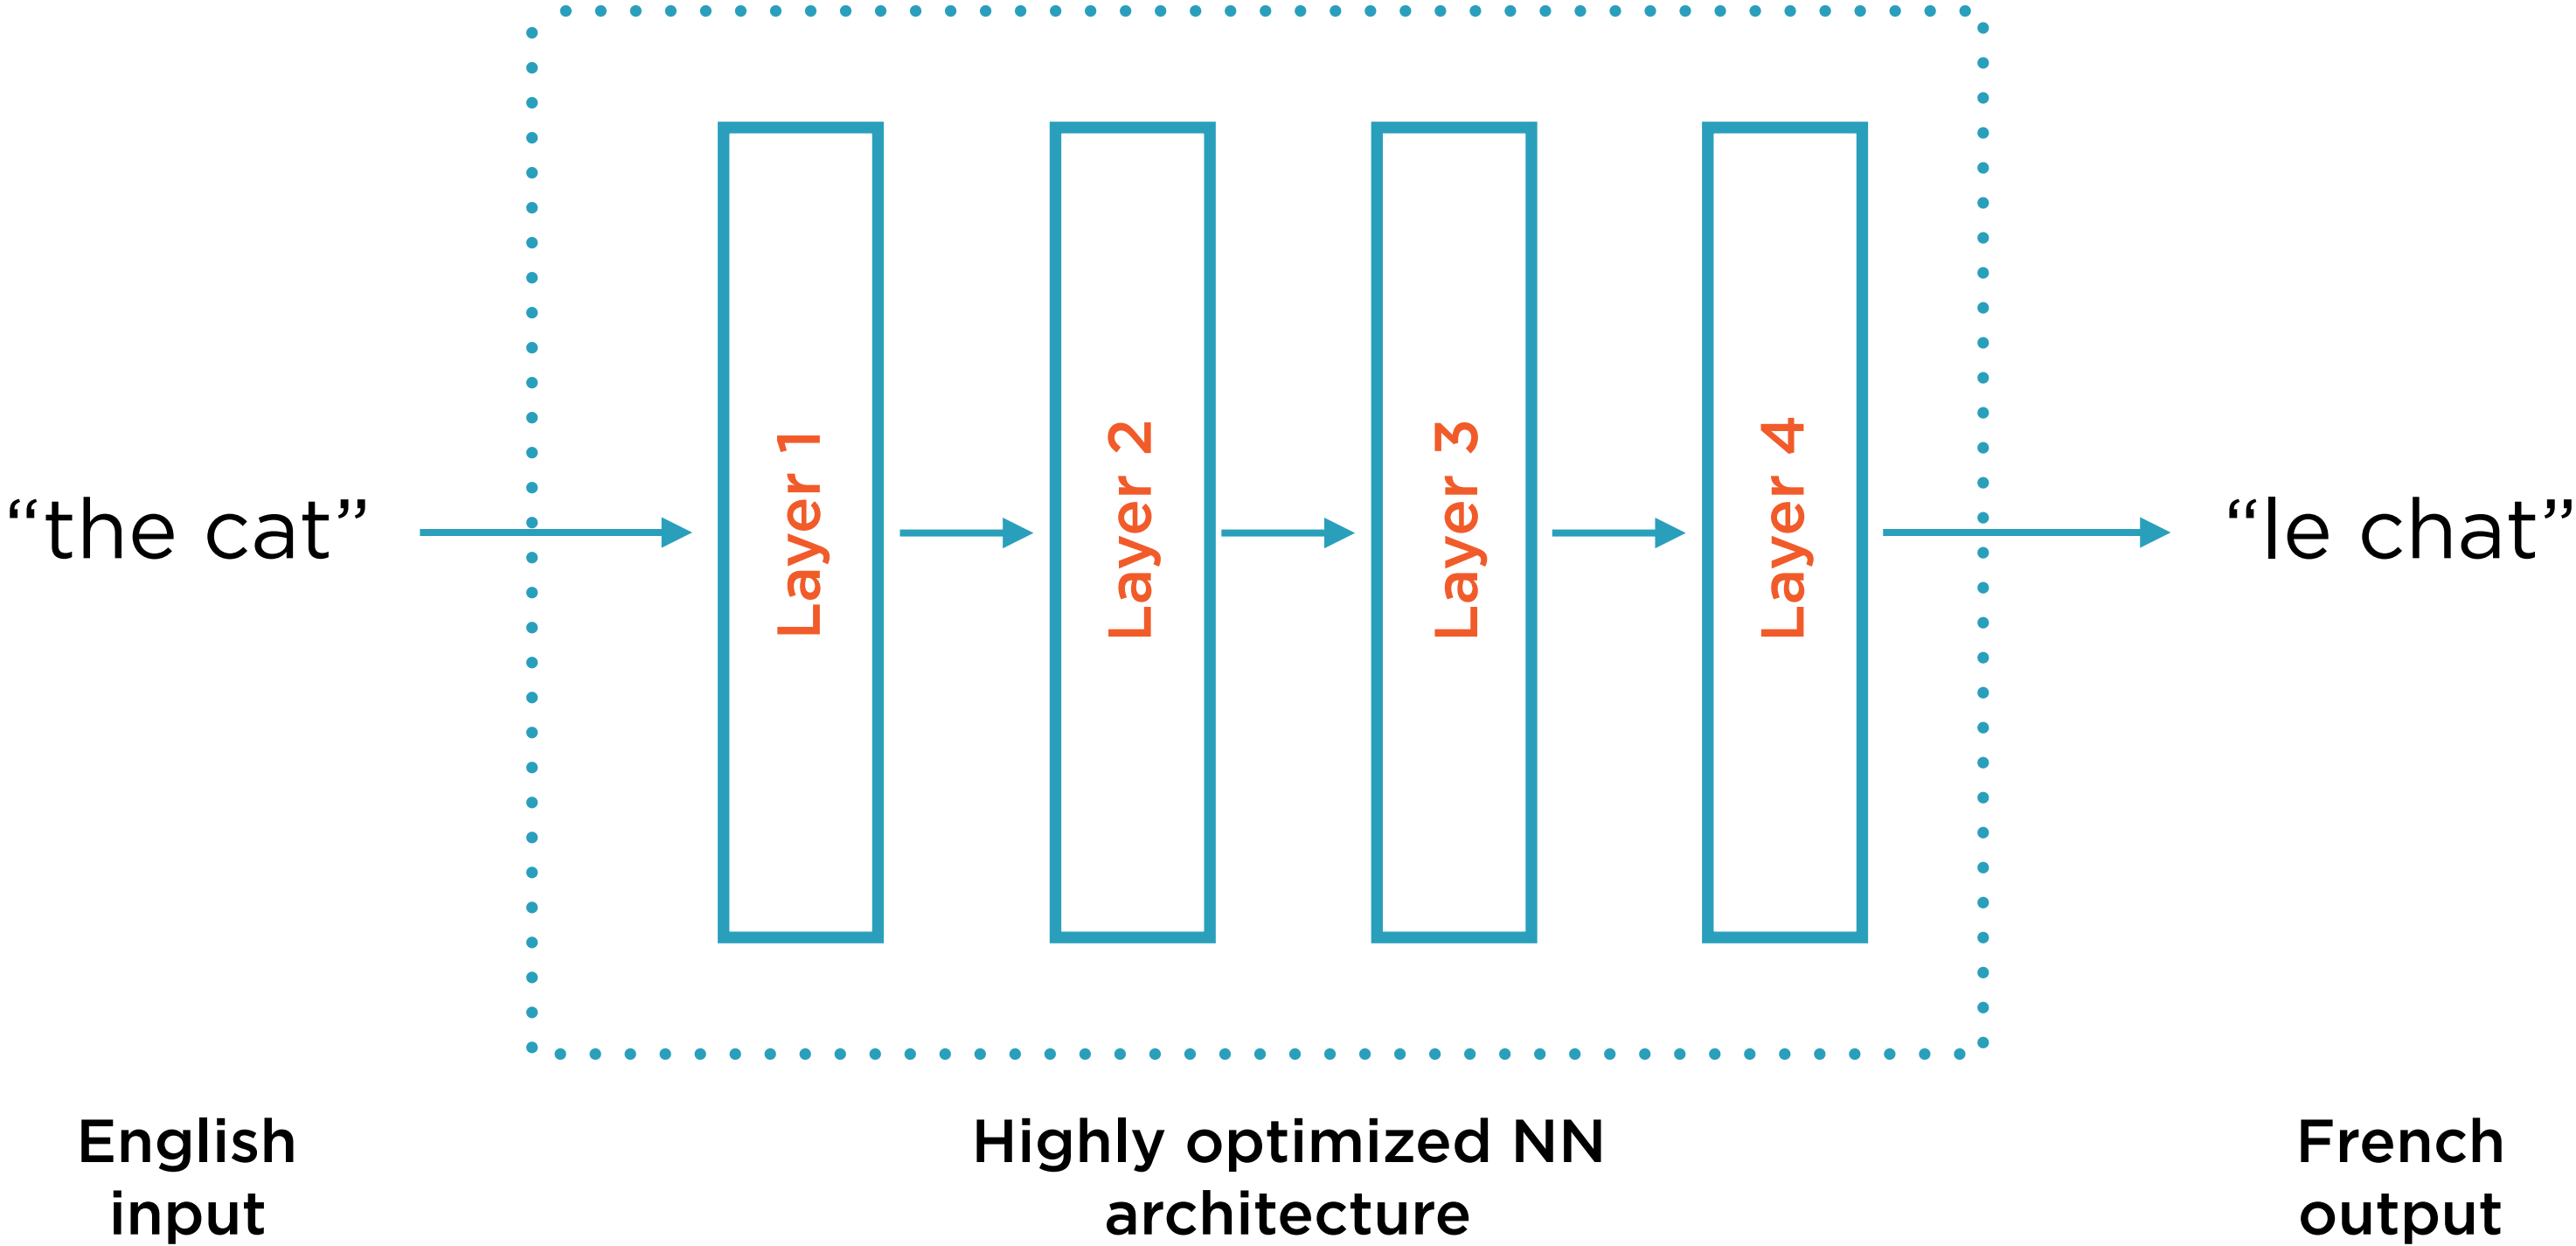 “the cat”
Layer 1
Layer 2
Layer 3
Layer 4
“le chat”
English
input
Highly optimized NN
architecture
French
output